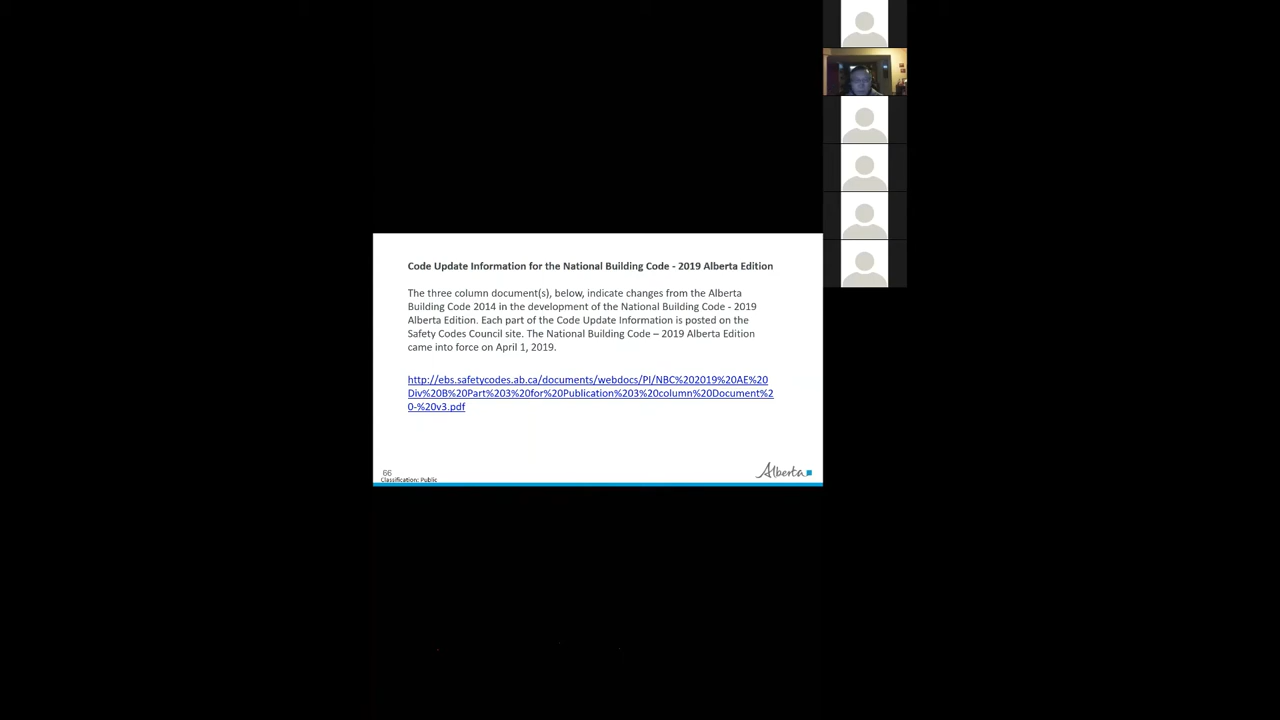 Code Update Information for the National Building Code - 2019 Alberta Edition
The three column document(s), below, indicate changes from the Alberta
Building Code 2014 in the development of the National Building Code - 2019
Alberta Edition. Each part of the Code Update Information is posted on the
Safety Codes Council site. The National Building Code – 2019 Alberta Edition
came into force on April 1, 2019.
http://ebs.safetycodes.ab.ca/documents/webdocs/PI/NBC%202019%20AE%20
Div%20B%20Part%203%20for%20Publication%203%20column%20Document%2
0-%20v3.pdf
66
Classification: Public
Alberta